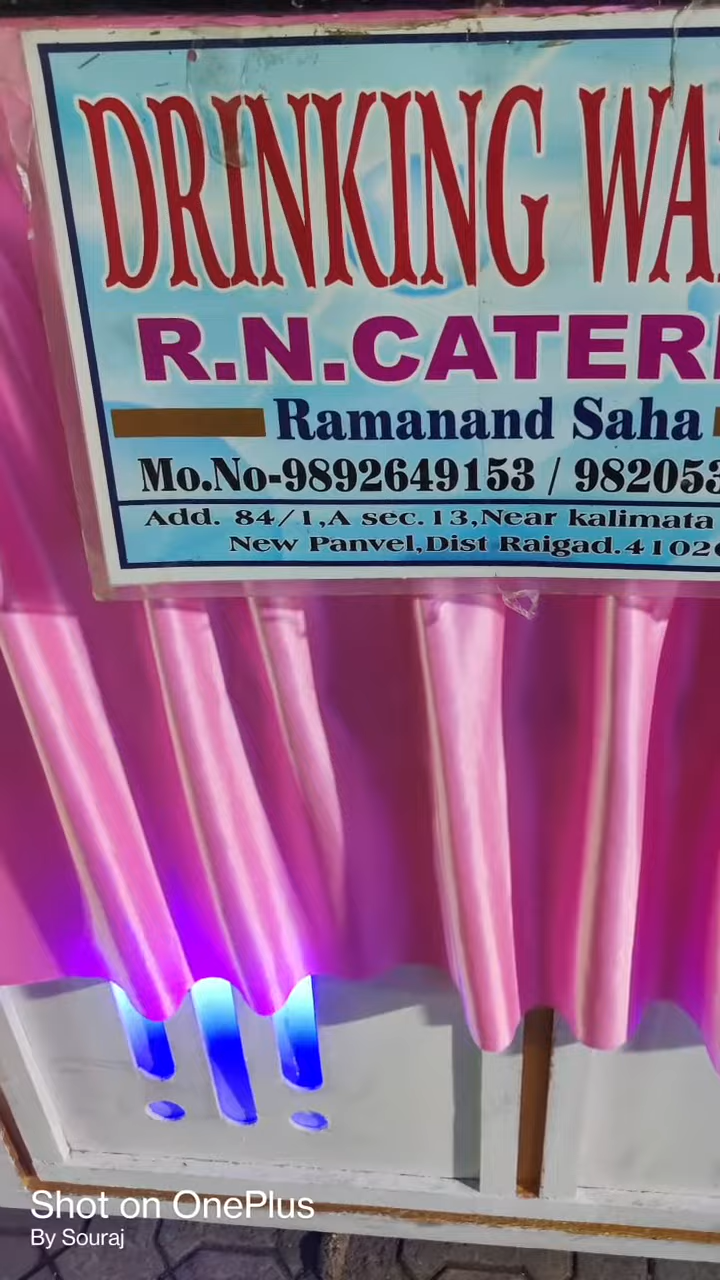 DRINKING WA
R.N.CATER
Ramanand Saha
Mo.No-9892649153 / 982053
Add. 84/1,A sec.13,Near kalimata
New Panvel,Dist Raigad.4102
Shot on OnePlus
By Souraj